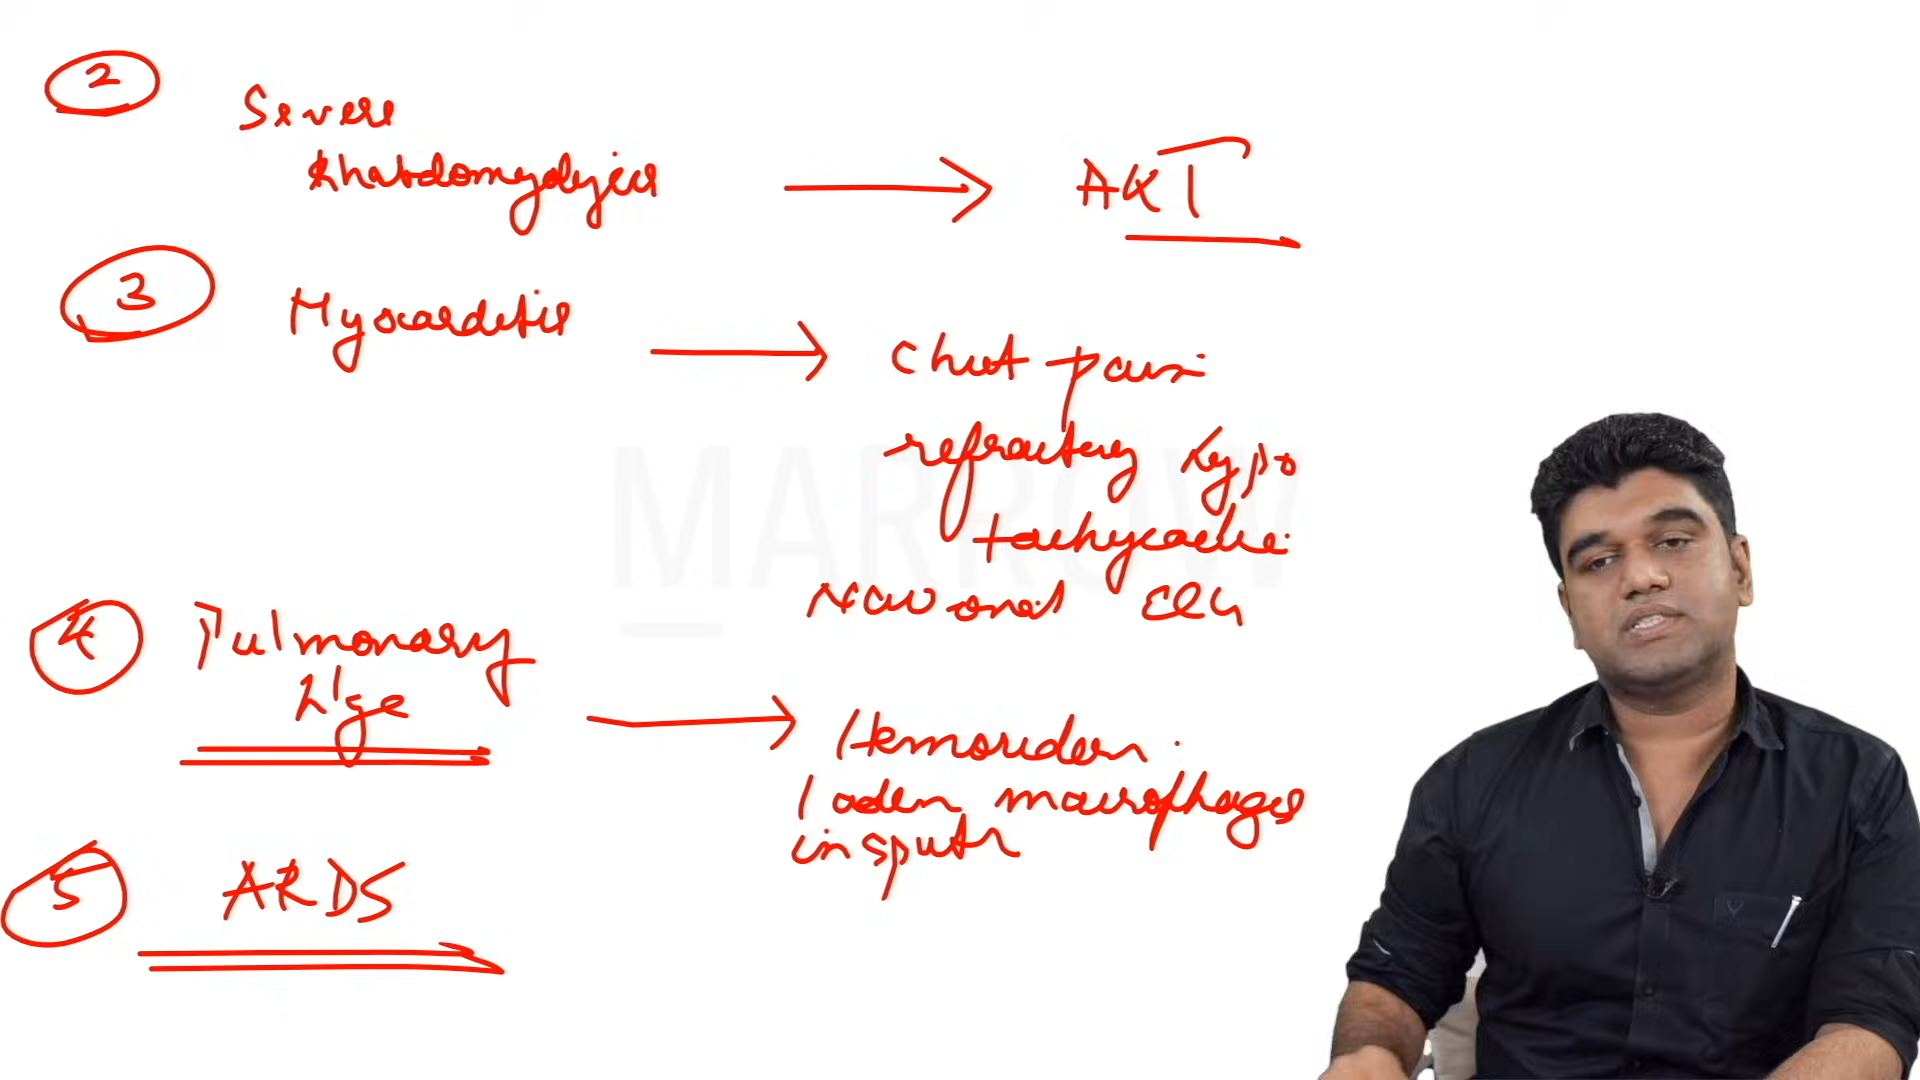 2
Severe
Rhabdomyolysis → AKI
3
Myocarditis → Chest pain
refractory hypo
tachycardia
New onset ECG
4
Pulmonary
H'ge → Hemosiderin
laden macrophages
in sputum
5
ARDS
MARROW